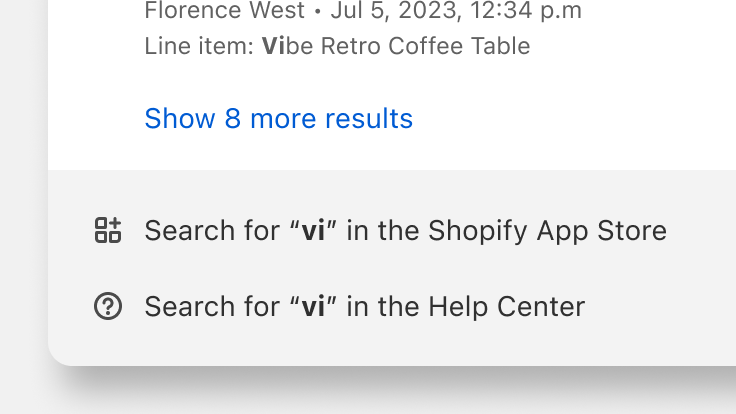 Florence West • Jul 5, 2023, 12:34 p.m
Line item: Vibe Retro Coffee Table
Show 8 more results
Search for “vi” in the Shopify App Store
Search for “vi” in the Help Center